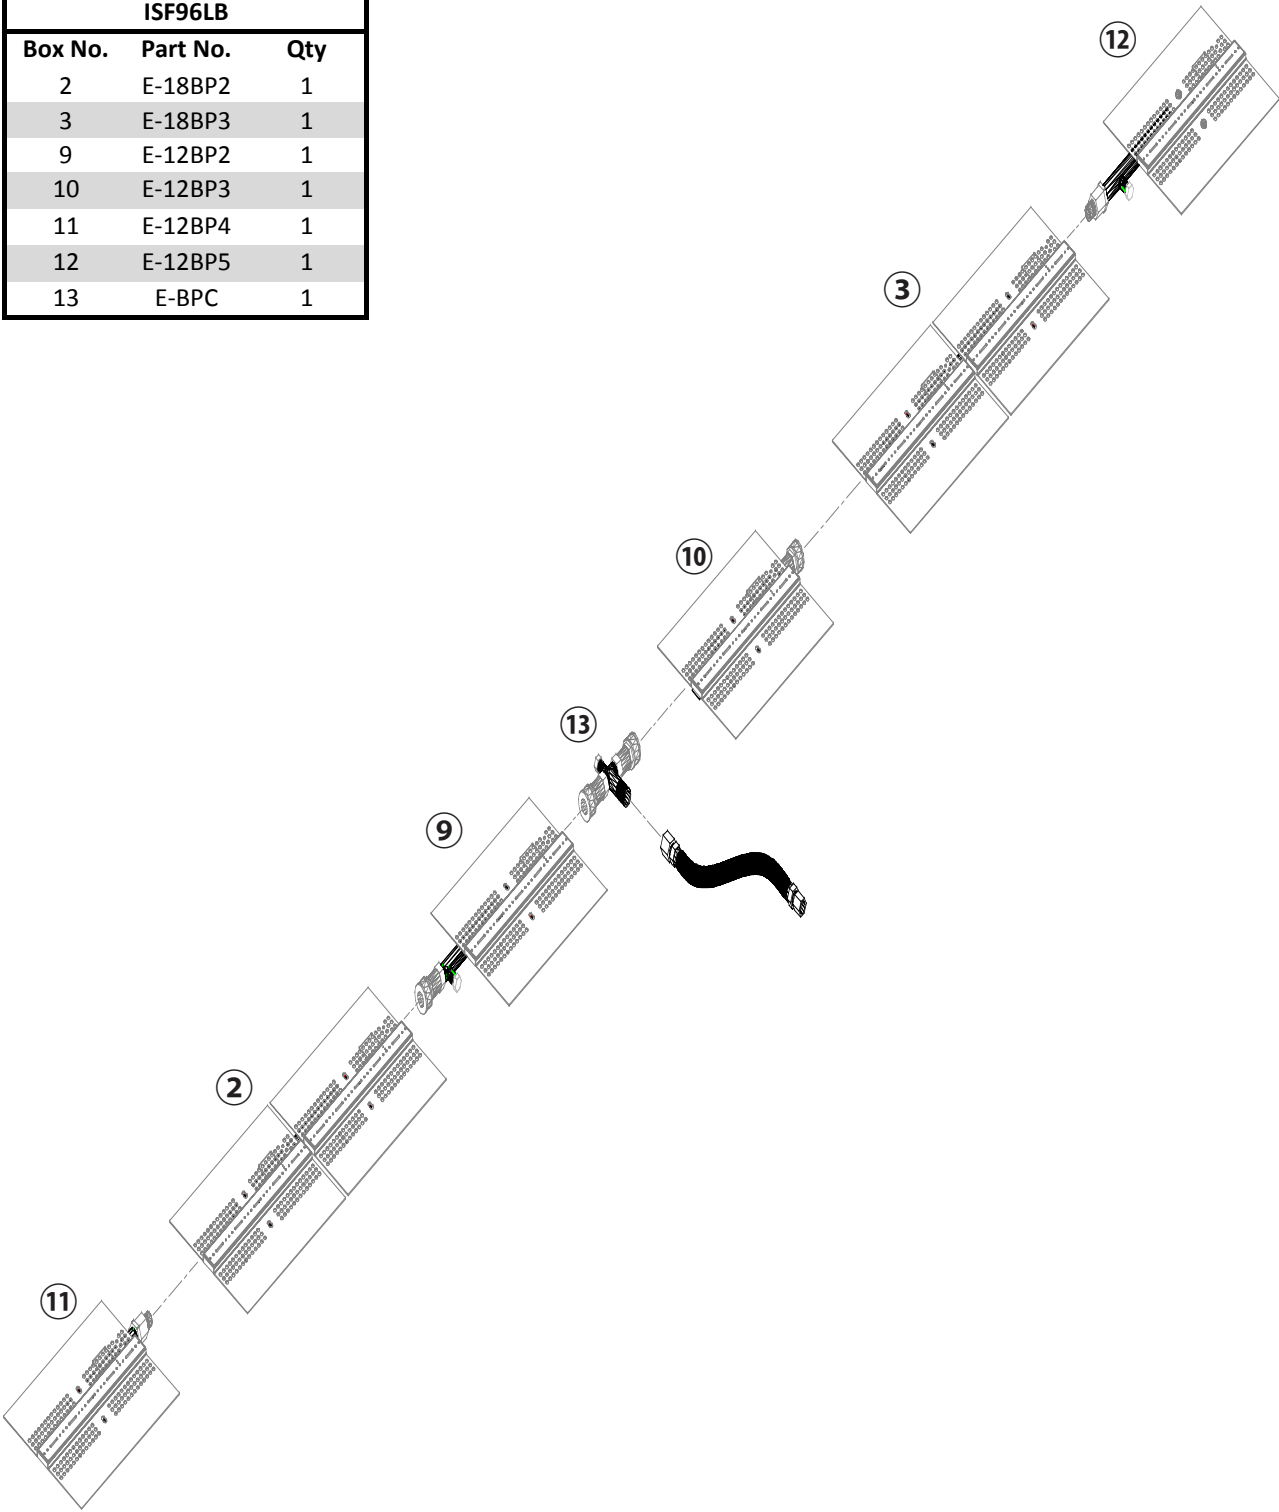 ISF96LB
Box No. Part No. Qty
2 E-18BP2 1
3 E-18BP3 1
9 E-12BP2 1
10 E-12BP3 1
11 E-12BP4 1
12 E-12BP5 1
13 E-BPC 1
12
3
10
13
9
2
11